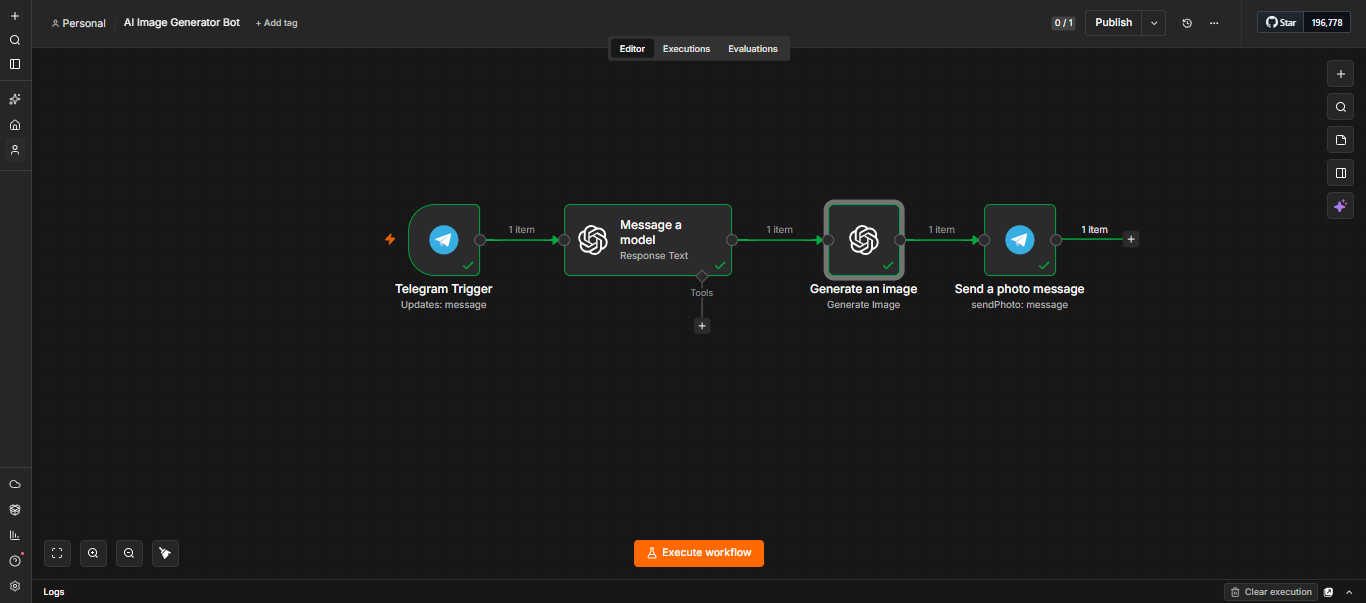 Personal
AI Image Generator Bot
+ Add tag
0 / 1
Publish
Star
196,778
Editor
Executions
Evaluations
1 item
Message a
model
Response Text
1 item
1 item
1 item
Telegram Trigger
Updates: message
Tools
Generate an image
Generate Image
Send a photo message
sendPhoto: message
Execute workflow
Logs
Clear execution